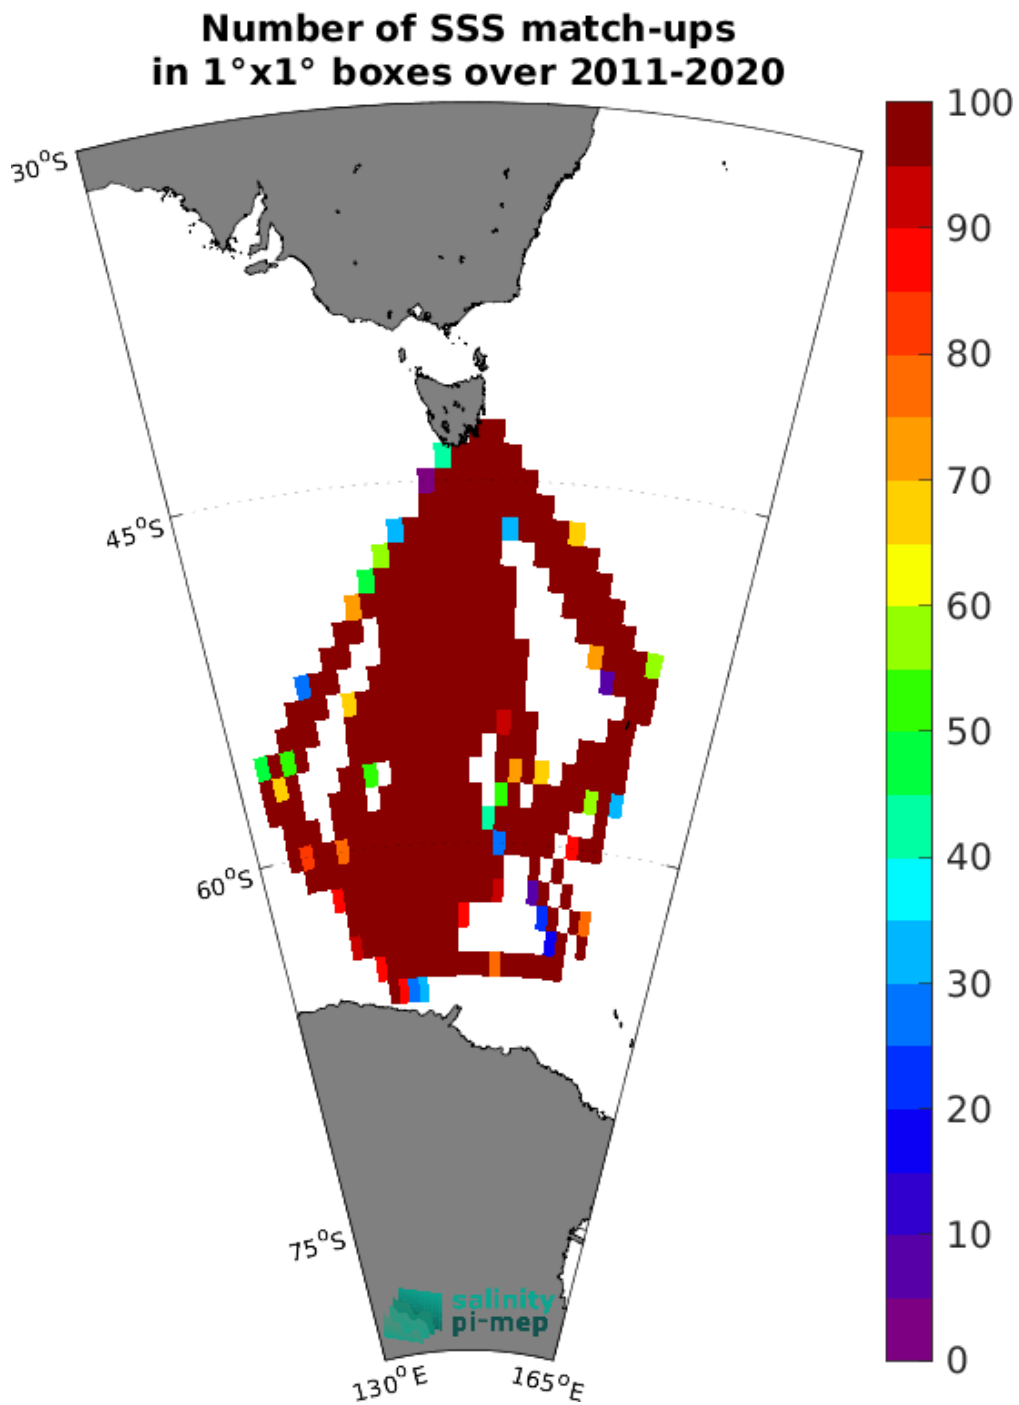 Number of SSS match-ups
in 1°x1° boxes over 2011-2020
100
30°S
90
80
70
45°S
60
50
40
60°S
30
20
10
75°S
salinity
pi-mep
0
130°E
165°E